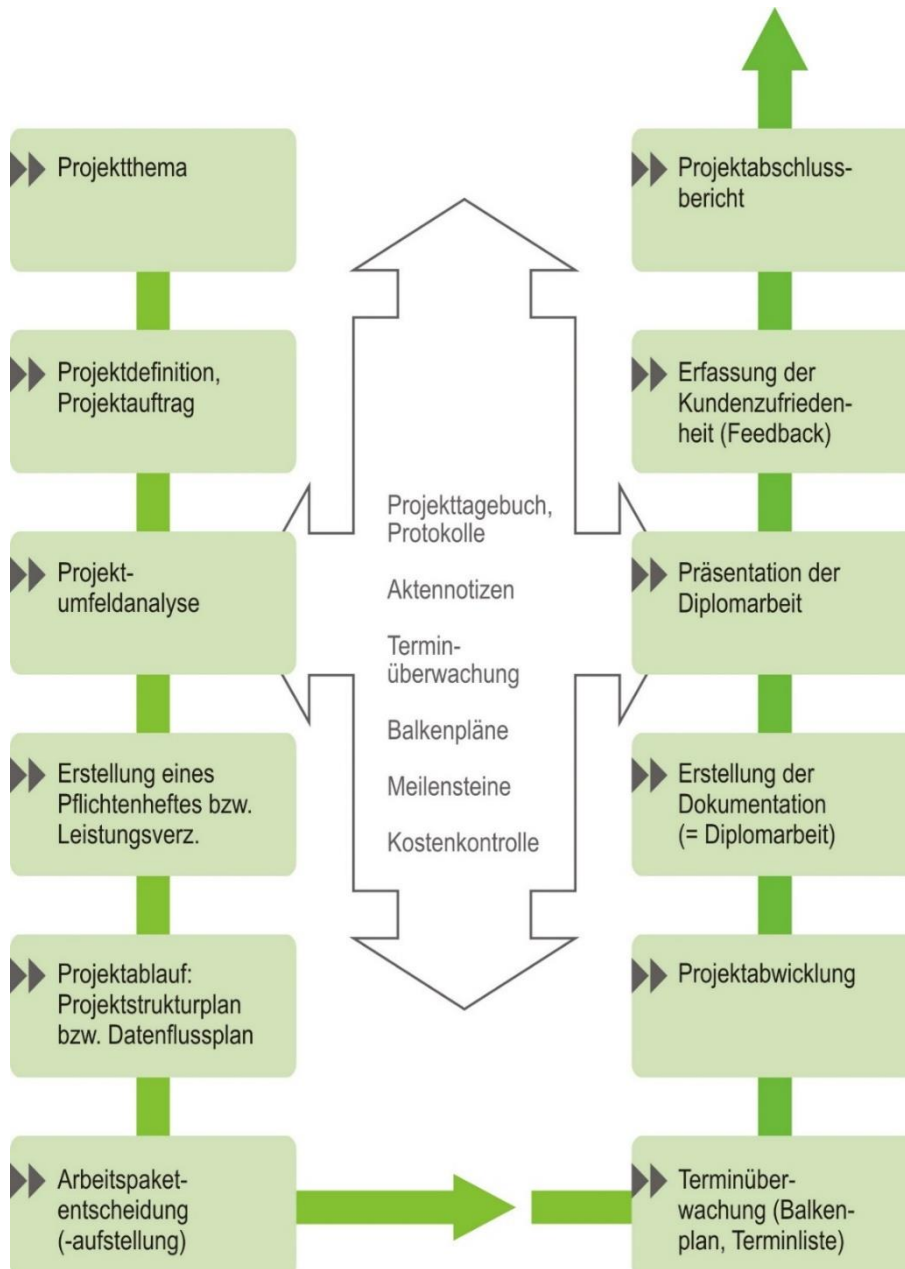 Projektthema
Projektdefinition,
Projektauftrag
Projekt-
umfeldanalyse
Erstellung eines
Pflichtenheftes bzw.
Leistungsverz.
Projektablauf:
Projektstrukturplan
bzw. Datenflussplan
Arbeitspaket-
entscheidung
(-aufstellung)
Projekttagebuch,
Protokolle
Aktennotizen
Termin-
überwachung
Balkenpläne
Meilensteine
Kostenkontrolle
Terminüber-
wachung (Balken-
plan, Terminliste)
Projektabwicklung
Erstellung der
Dokumentation
(= Diplomarbeit)
Präsentation der
Diplomarbeit
Erfassung der
Kundenzufrieden-
heit (Feedback)
Projektabschluss-
bericht